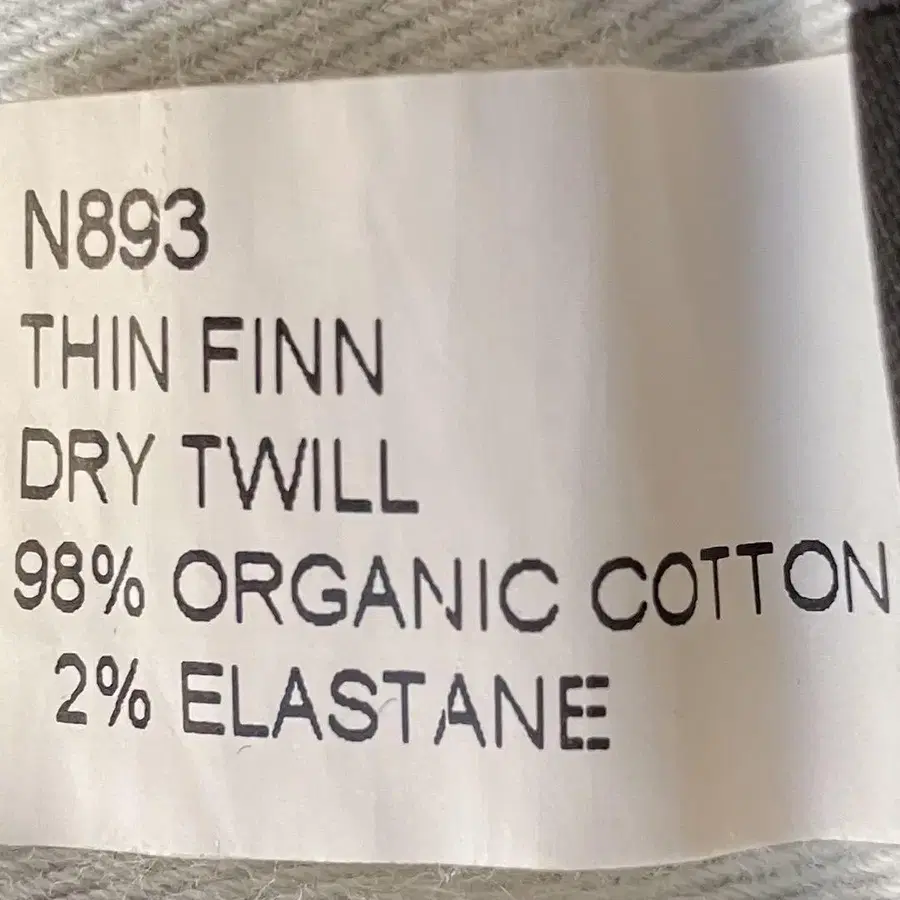 N893
THIN FINN
DRY TWILL
98% ORGANIC COTTON
2% ELASTANE